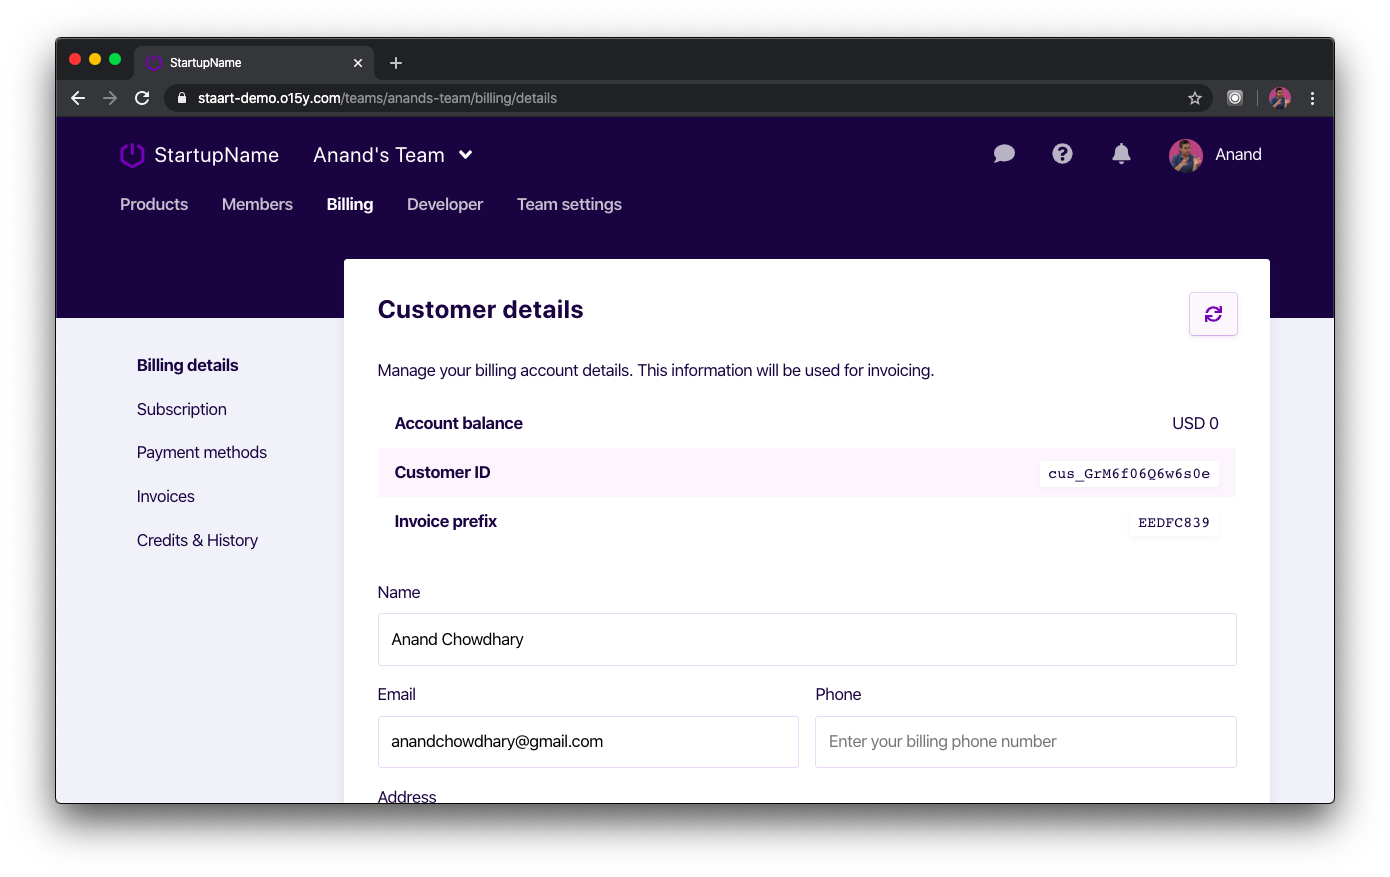 StartupName
staart-demo.o15y.com/teams/anands-team/billing/details
StartupName Anand's Team Anand
Products Members Billing Developer Team settings
Customer details
Billing details
Subscription
Payment methods
Invoices
Credits & History
Manage your billing account details. This information will be used for invoicing.
Account balance USD 0
Customer ID cus_GrM6f06Q6w6s0e
Invoice prefix EEDFC839
Name
Anand Chowdhary
Email Phone
anandchowdhary@gmail.com Enter your billing phone number
Address